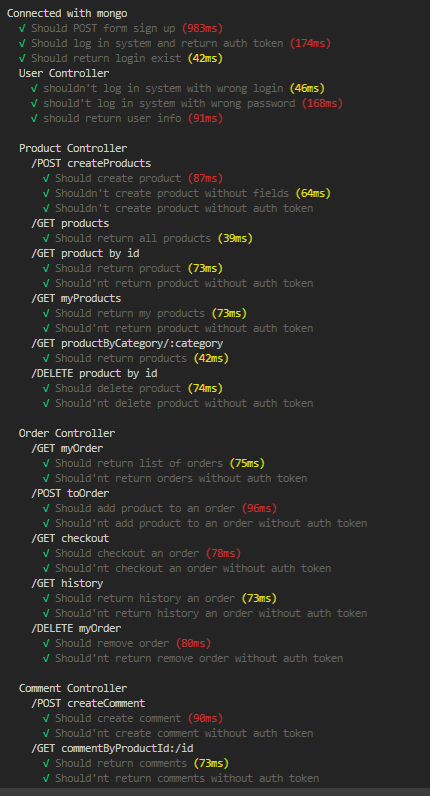 Connected with mongo
√ Should POST form sign up (983ms)
√ Should log in system and return auth token (174ms)
√ Should return login exist (42ms)
User Controller
√ shouldn't log in system with wrong login (46ms)
√ should't log in system with wrong password (168ms)
√ should return user info (91ms)
Product Controller
/POST createProducts
√ Should create product (87ms)
√ Shouldn't create product without fields (64ms)
√ Shouldn't create product without auth token
/GET products
√ Should return all products (39ms)
/GET product by id
√ Should return product (73ms)
√ Should'nt return product without auth token
/GET myProducts
√ Should return my products (73ms)
√ Should'nt return product without auth token
/GET productByCategory/:category
√ Should return products (42ms)
/DELETE product by id
√ Should delete product (74ms)
√ Should'nt delete product without auth token
Order Controller
/GET myOrder
√ Should return list of orders (75ms)
√ Should'nt return orders without auth token
/POST toOrder
√ Should add product to an order (96ms)
√ Should'nt add product to an order without auth token
/GET checkout
√ Should checkout an order (78ms)
√ Should'nt checkout an order without auth token
/GET history
√ Should return history an order (73ms)
√ Should'nt return history an order without auth token
/DELETE myOrder
√ Should remove order (80ms)
√ Should'nt return remove order without auth token
Comment Controller
/POST createComment
√ Should create comment (90ms)
√ Should'nt create comment without auth token
/GET commentByProductId:/id
√ Should return comments (73ms)
√ Should'nt return comments without auth token